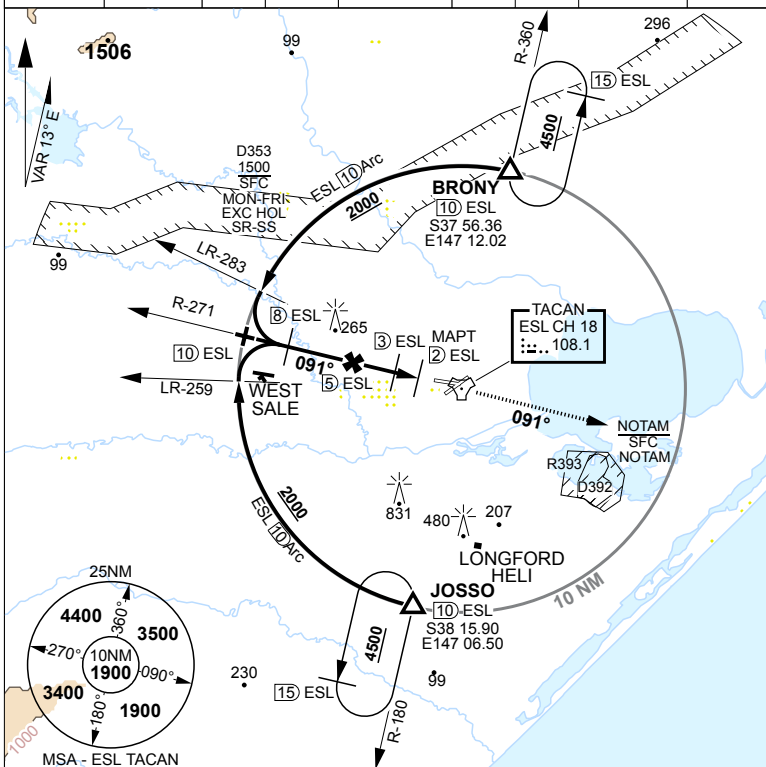 1506
99
296
R-360
15 ESL
4500
VAR 13° E
D353
1500
SFC
MON-FRI
EXC HOL
SR-SS
ESL 10 Arc
2000
BRONY
10 ESL
S37 56.36
E147 12.02
99
LR-283
R-271
8 ESL
265
3 ESL
MAPT
2 ESL
TACAN
ESL CH 18
108.1
10 ESL
091°
5 ESL
LR-259
WEST
SALE
091°
NOTAM
SFC
NOTAM
R393
D392
2000
ESL 10 Arc
831
480
207
LONGFORD
HELI
10 NM
JOSSO
10 ESL
S38 15.90
E147 06.50
4500
15 ESL
230
99
R-180
25NM
4400
360°
3500
270°
10NM
1900
090°
3400
180°
1900
1000
MSA - ESL TACAN